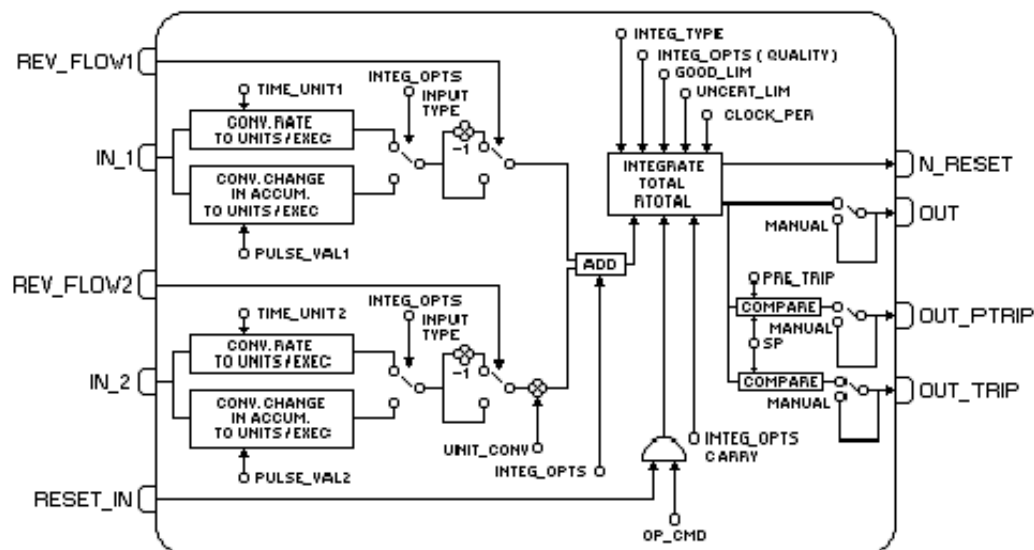 REV_FLOW1
INTEG_OPTS
INPUT
TYPE
TIME_UNIT1
CONV. RATE
TO UNITS / EXEC
-1
IN_1
CONV. CHANGE
IN ACCUM.
TO UNITS / EXEC
PULSE_VAL1
INTEG_TYPE
INTEG_OPTS ( QUALITY )
GOOD_LIM
UNCERT_LIM
CLOCK_PER
INTEGRATE
TOTAL
RTOTAL
N_RESET
OUT
MANUAL
ADD
REV_FLOW2
INTEG_OPTS
INPUT
TYPE
TIME_UNIT2
CONV. RATE
TO UNITS / EXEC
-1
IN_2
CONV. CHANGE
IN ACCUM.
TO UNITS / EXEC
PULSE_VAL2
UINIT_CONV
INTEG_OPTS
PRE_TRIP
COMPARE
MANUAL
SP
OUT_PTRIP
COMPARE
MANUAL
OUT_TRIP
INTEG_OPTS
CARRY
RESET_IN
OP_CMD